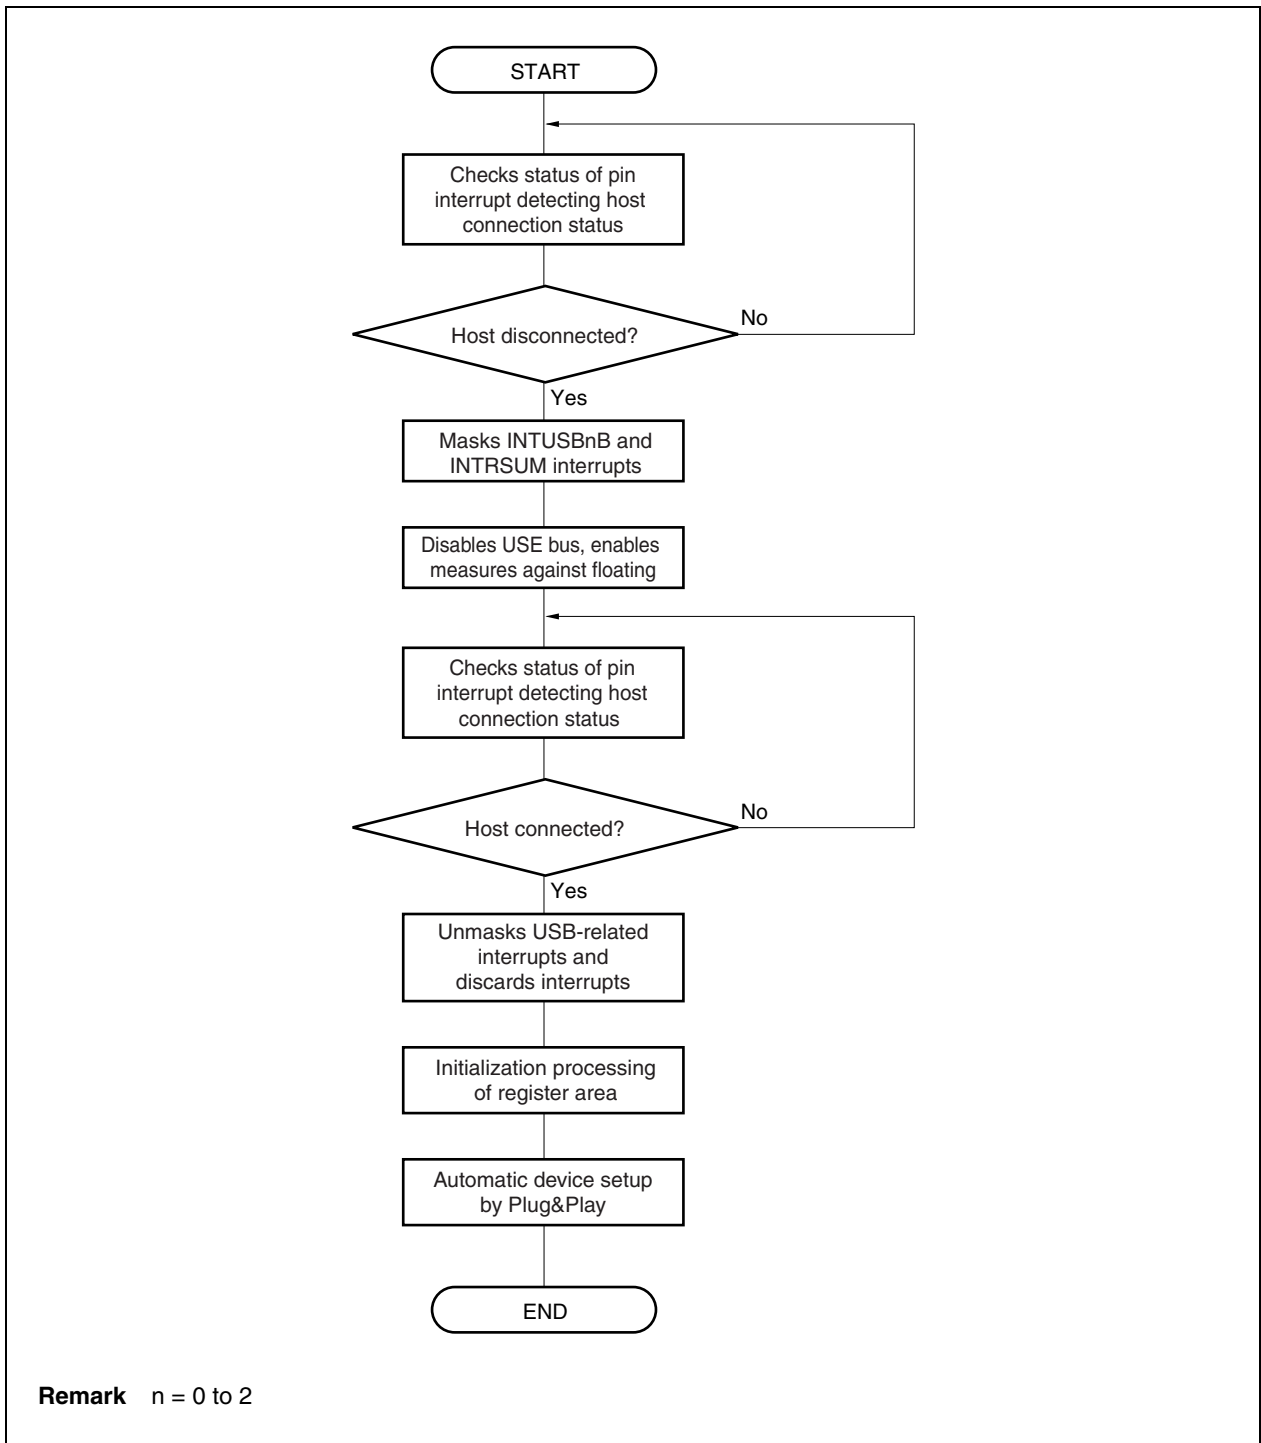 START
Checks status of pin
interrupt detecting host
connection status
Host disconnected?
No
Yes
Masks INTUSBnB and
INTRSUM interrupts
Disables USE bus, enables
measures against floating
Checks status of pin
interrupt detecting host
connection status
Host connected?
No
Yes
Unmasks USB-related
interrupts and
discards interrupts
Initialization processing
of register area
Automatic device setup
by Plug&Play
END
Remark n = 0 to 2